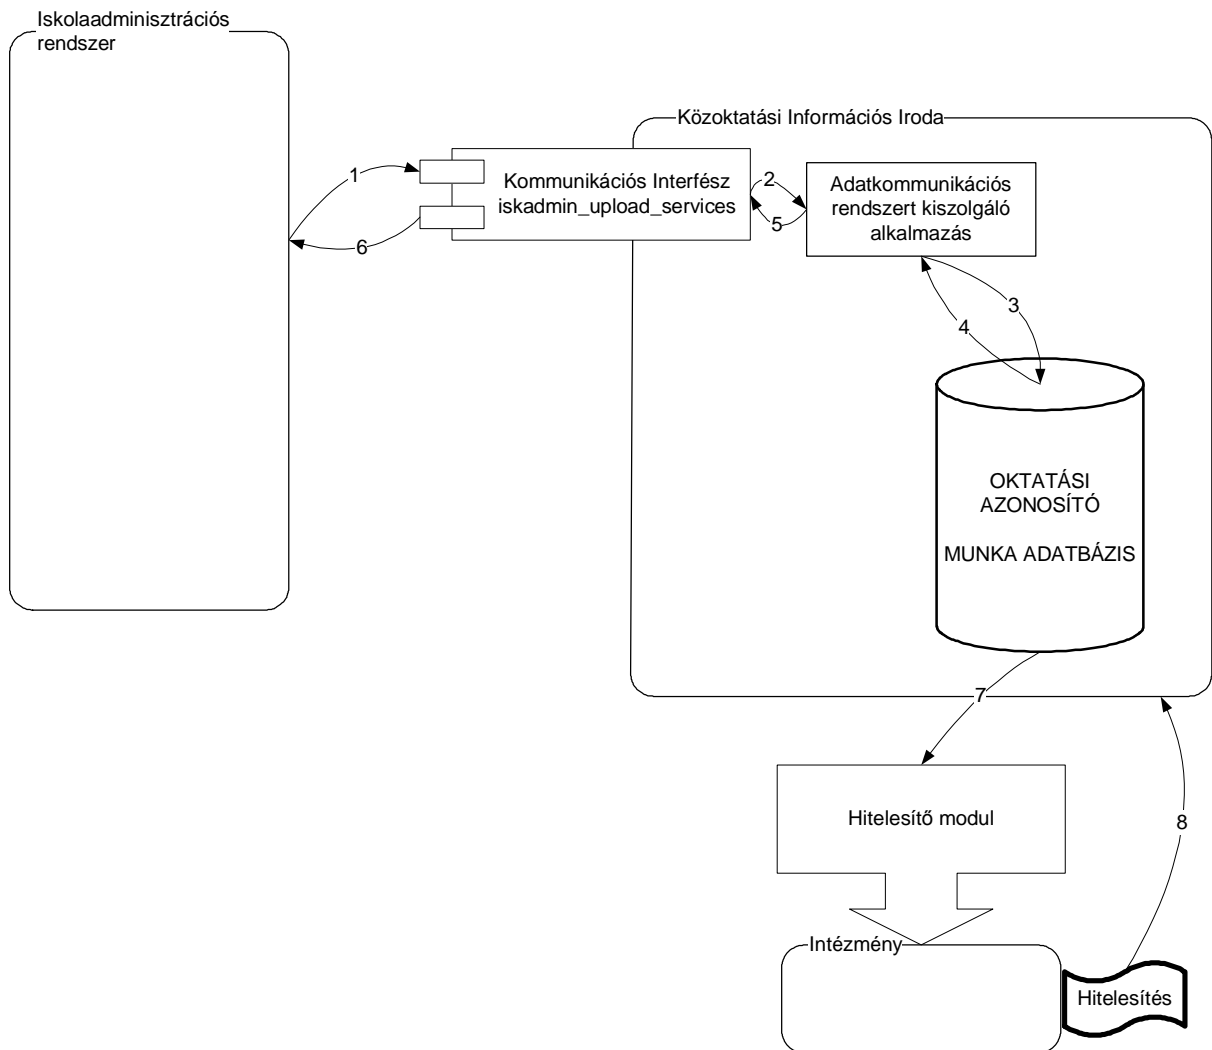 Iskolaadminisztrációs
rendszer
Közoktatási Információs Iroda
1
6
Kommunikációs Interfész
iskadmin_upload_services
2
5
Adatkommunikációs
rendszert kiszolgáló
alkalmazás
3
4
OKTATÁSI
AZONOSÍTÓ
MUNKA ADATBÁZIS
7
Hitelesítő modul
8
Intézmény
Hitelesítés